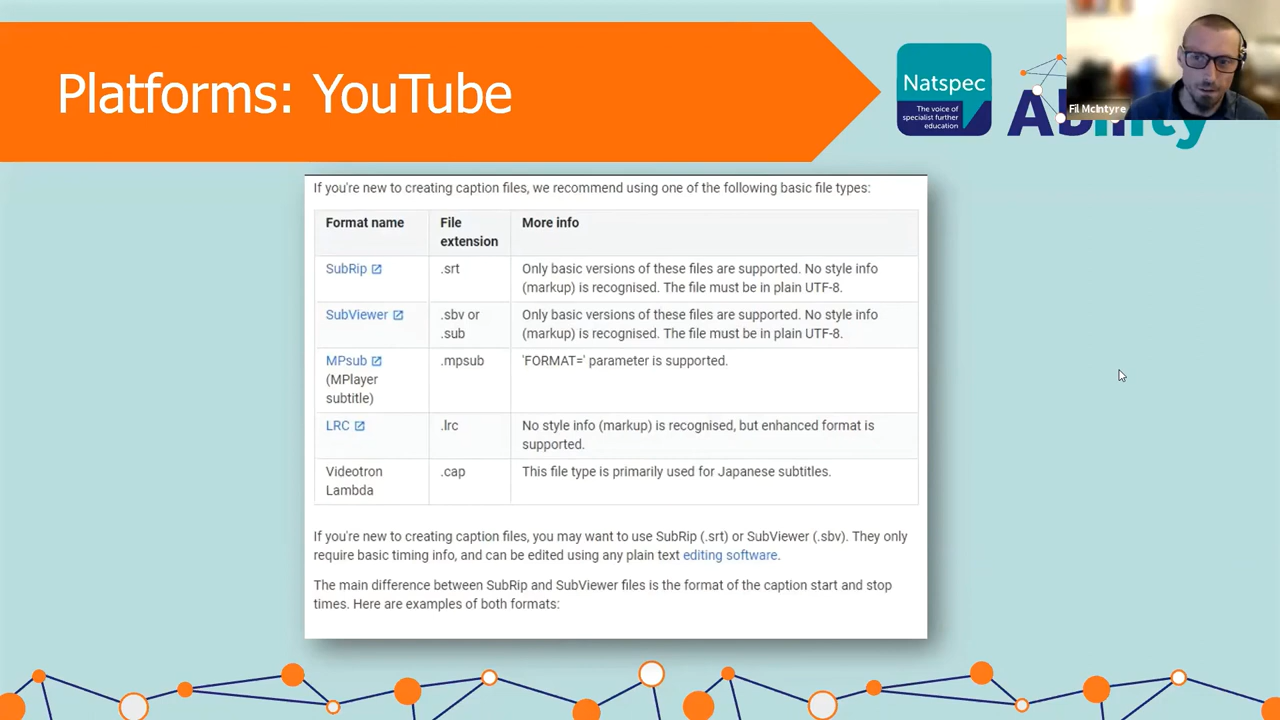 Platforms: YouTube
Natspec
The voice of
specialist further
education
Fil McIntyre
If you're new to creating caption files, we recommend using one of the following basic file types:
Format name
File
extension
More info
SubRip
.srt
Only basic versions of these files are supported. No style info
(markup) is recognised. The file must be in plain UTF-8.
SubViewer
.sbv or
.sub
Only basic versions of these files are supported. No style info
(markup) is recognised. The file must be in plain UTF-8.
MPsub
(MPlayer
subtitle)
.mpsub
'FORMAT=' parameter is supported.
LRC
.lrc
No style info (markup) is recognised, but enhanced format is
supported.
Videotron
Lambda
.cap
This file type is primarily used for Japanese subtitles.
If you're new to creating caption files, you may want to use SubRip (.srt) or SubViewer (.sbv). They only
require basic timing info, and can be edited using any plain text editing software.
The main difference between SubRip and SubViewer files is the format of the caption start and stop
times. Here are examples of both formats: